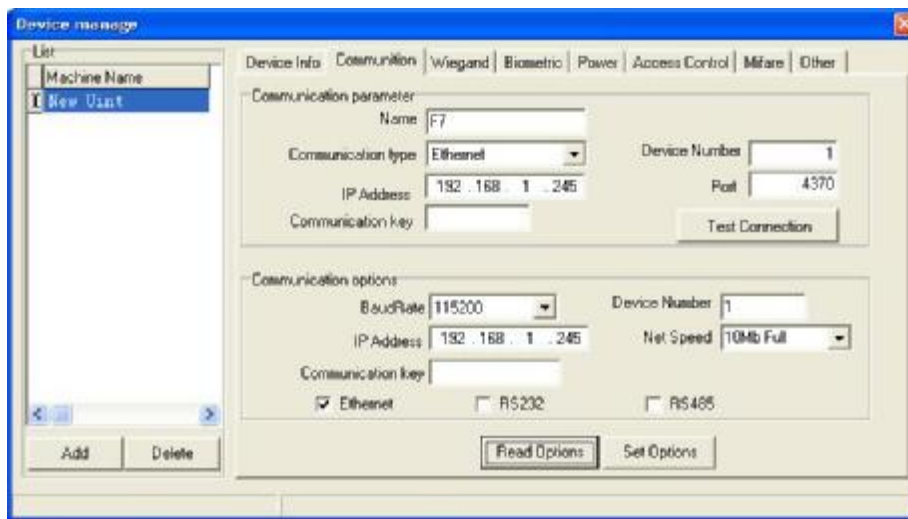 Device manage
List
Machine Name
New Uint
Add Delete
Device Info Communition Wiegand Biometric Power Access Control Mifare Other
Communication parameter
Name F7
Communication type Ethernet Device Number 1
IP Address 192 . 168 . 1 . 245 Port 4370
Communication key Test Connection
Communication options
BaudRate 115200 Device Number 1
IP Address 192 . 168 . 1 . 245 Net Speed 10Mb Full
Communication key
Ethernet RS232 RS485
Read Options Set Options